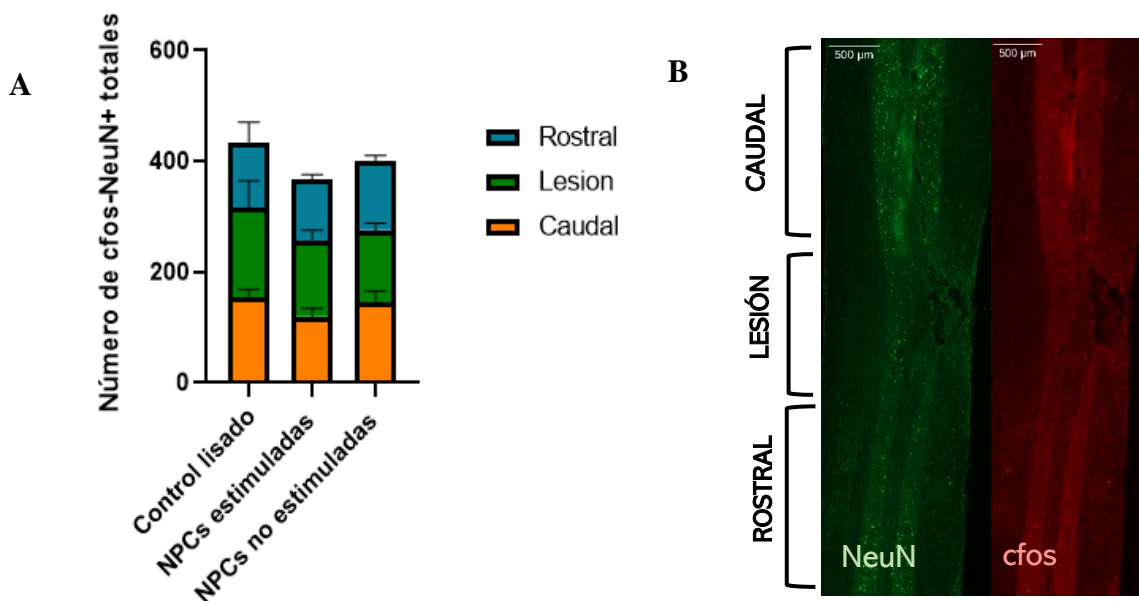 A
Número de cfos-NeuN+ totales
600
400
200
0
Control lisado
NPCs estimuladas
NPCs no estimuladas
Rostral
Lesion
Caudal
B
CAUDAL
LESIÓN
ROSTRAL
500 µm
500 µm
NeuN
cfos